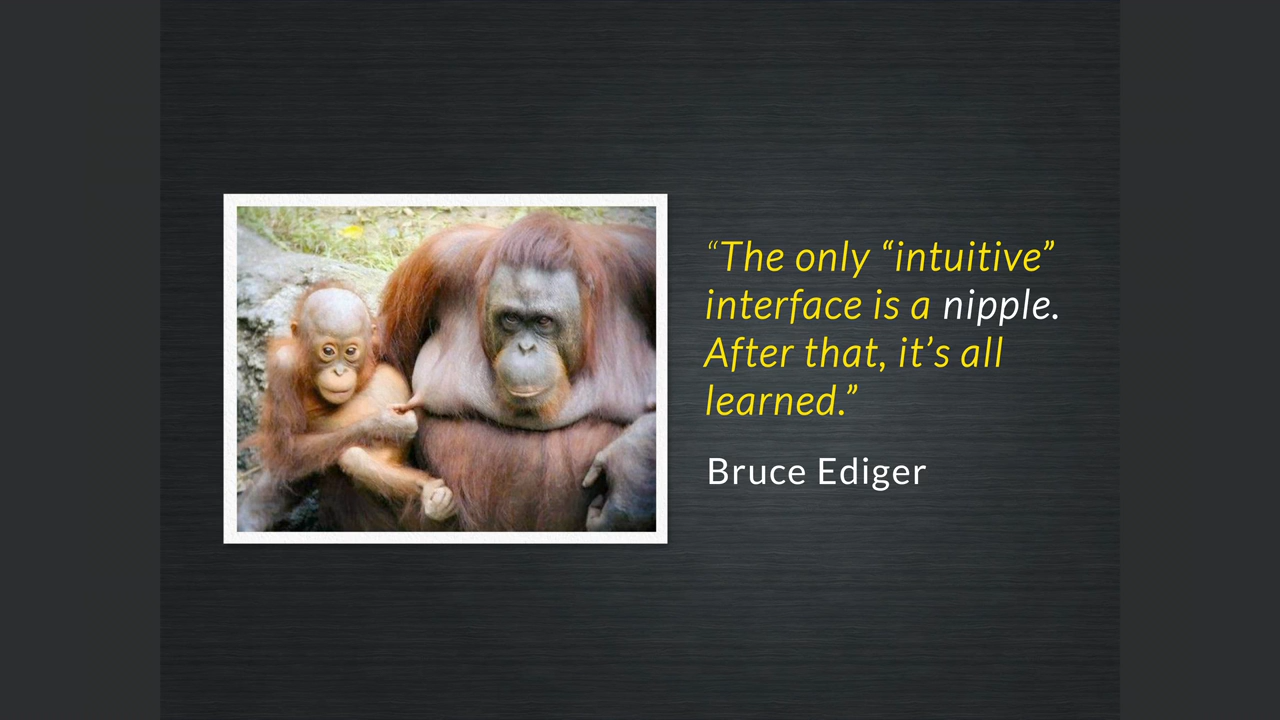 “The only “intuitive”
interface is a nipple.
After that, it’s all
learned.”
Bruce Ediger